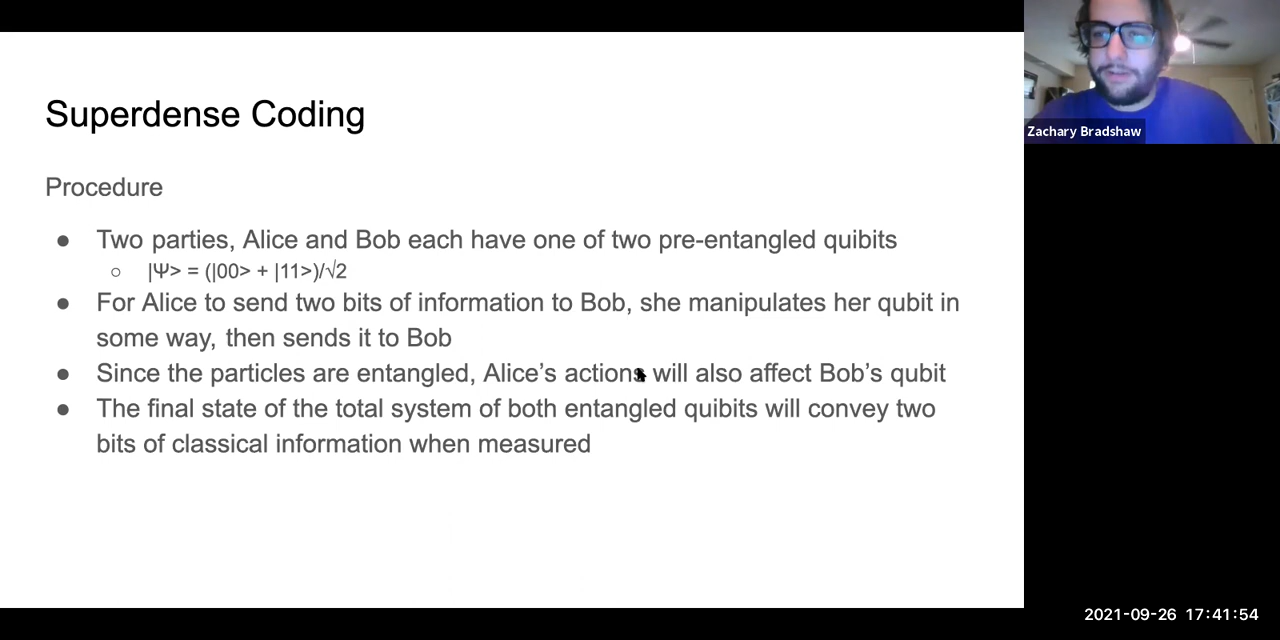 Superdense Coding
Procedure
● Two parties, Alice and Bob each have one of two pre-entangled quibits
○ |Ψ> = (|00> + |11>)/√2
● For Alice to send two bits of information to Bob, she manipulates her qubit in
some way, then sends it to Bob
● Since the particles are entangled, Alice’s actions will also affect Bob’s qubit
● The final state of the total system of both entangled quibits will convey two
bits of classical information when measured
Zachary Bradshaw
2021-09-26 17:41:54